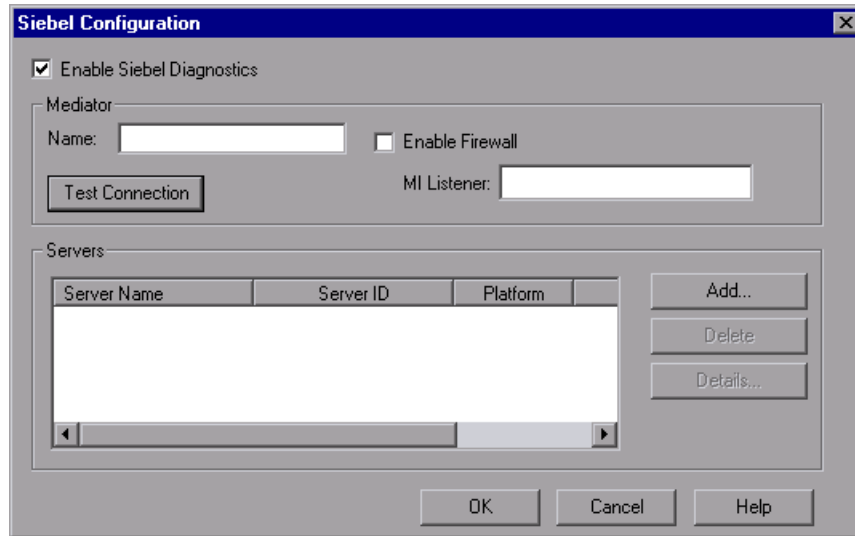 Siebel Configuration
Enable Siebel Diagnostics
Mediator
Name:
Enable Firewall
Test Connection
MI Listener:
Servers
Server Name Server ID Platform
Add...
Delete
Details...
OK Cancel Help